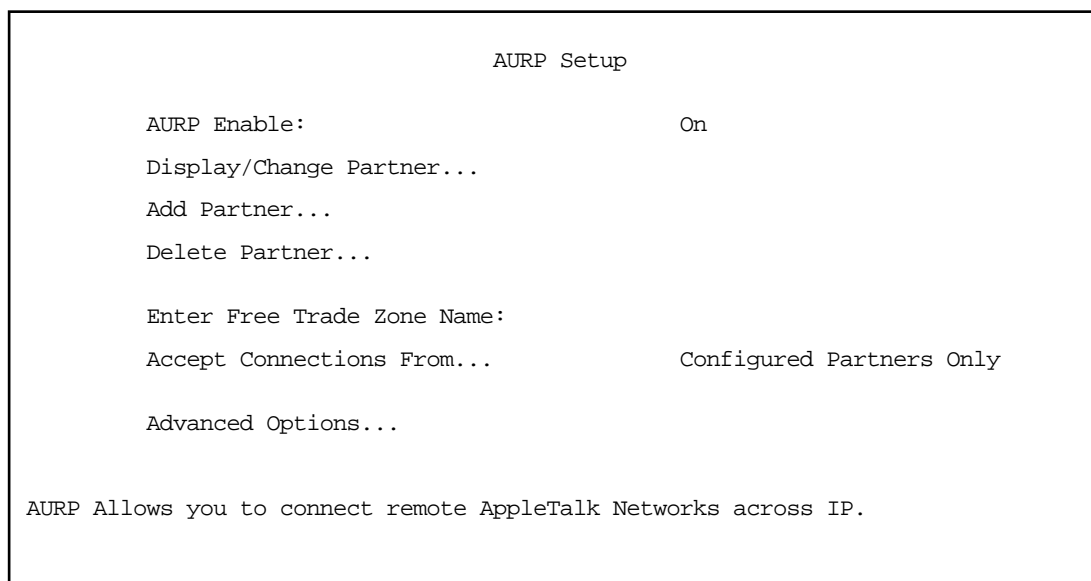 AURP Setup
AURP Enable: On
Display/Change Partner...
Add Partner...
Delete Partner...
Enter Free Trade Zone Name:
Accept Connections From... Configured Partners Only
Advanced Options...
AURP Allows you to connect remote AppleTalk Networks across IP.